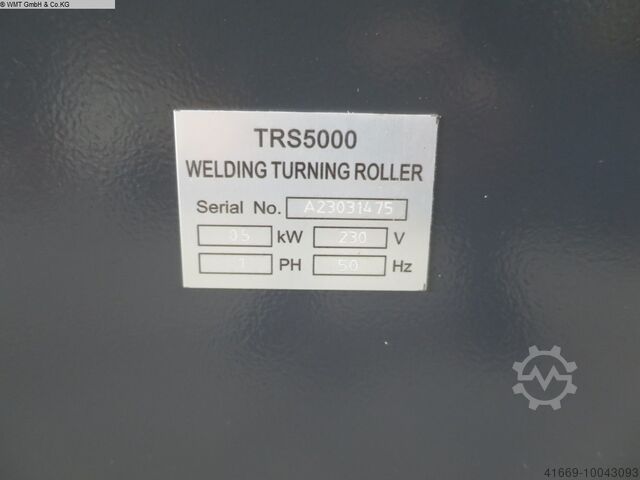 © WMT GmbH & Co.KG
TRS5000
WELDING TURNING ROLLER
Serial No. A23031475
0.5 kW 230 V
1 PH 50 Hz
41669-10043093